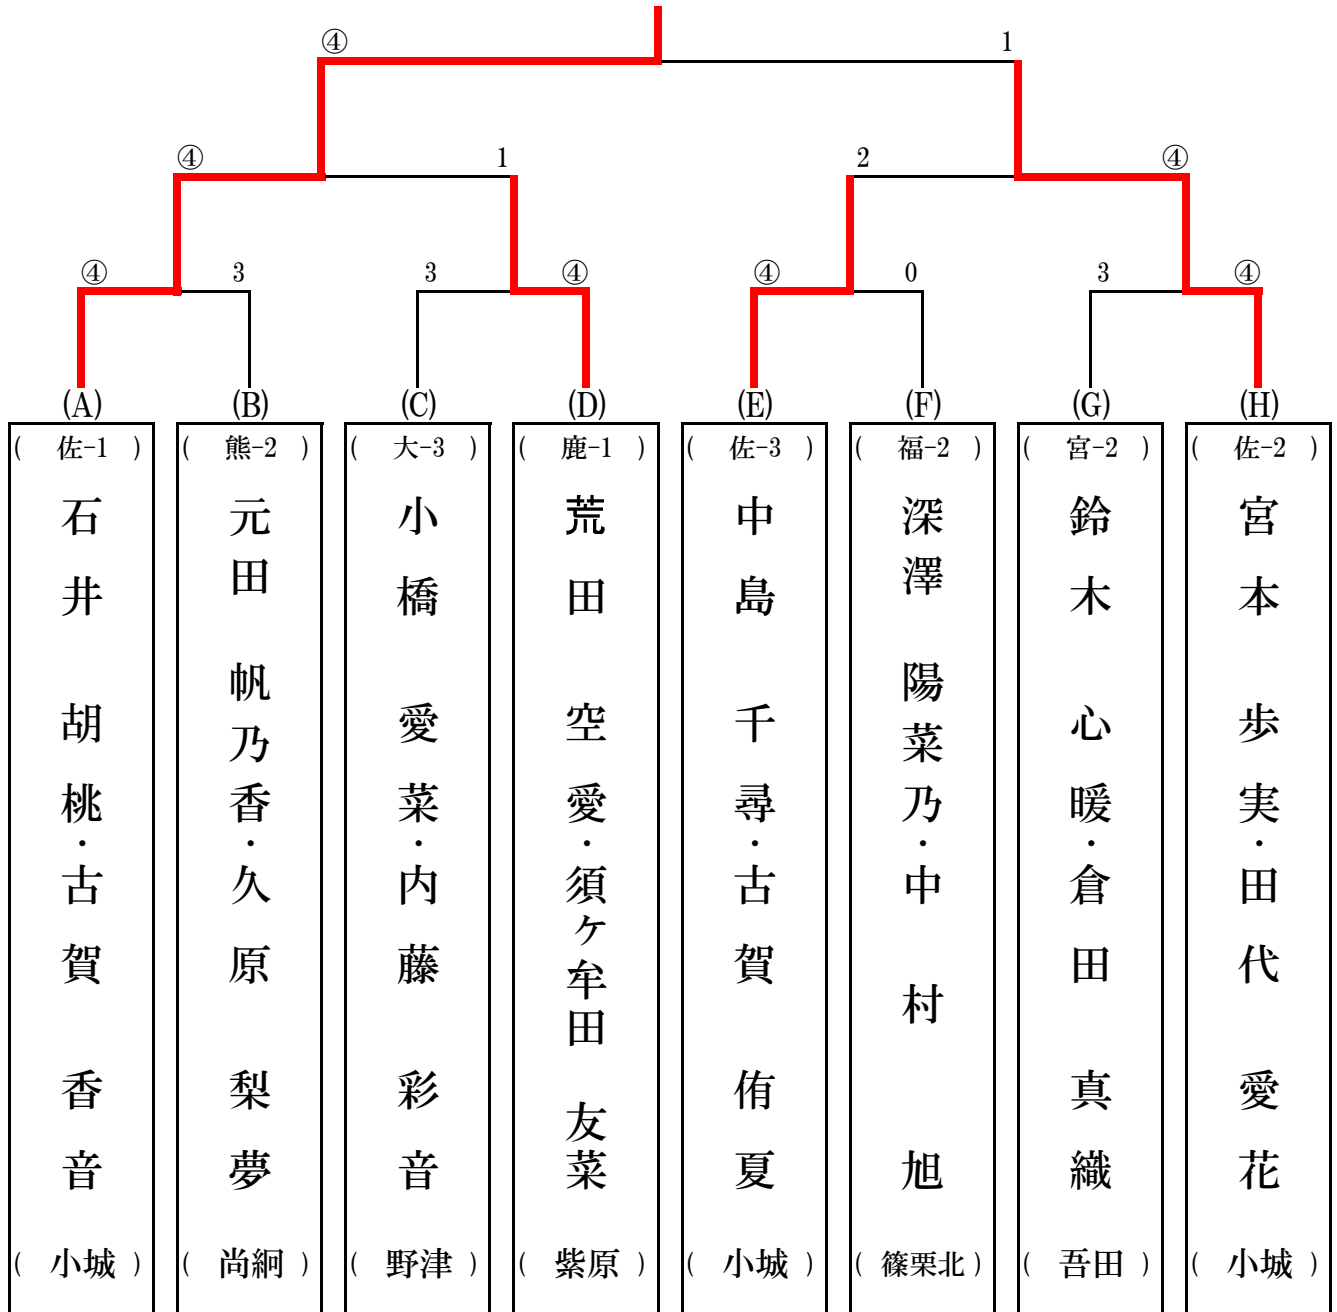 ④ 1
④ 1 2 ④
④ 3 3 ④ ④ 0 3 ④
(A) (B) (C) (D) (E) (F) (G) (H)
( 佐-1 ) ( 熊-2 ) ( 大-3 ) ( 鹿-1 ) ( 佐-3 ) ( 福-2 ) ( 宮-2 ) ( 佐-2 )
石井 胡桃・古賀 香音
元田 帆乃香・久原 梨夢
小橋 愛菜・内藤 彩音
荒田 空愛・須ケ牟田 友菜
中島 千尋・古賀 侑夏
深澤 陽菜乃・中村 旭
鈴木 心暖・倉田 真織
宮本 歩実・田代 愛花
( 小城 ) ( 尚絅 ) ( 野津 ) ( 紫原 ) ( 小城 ) ( 篠栗北 ) ( 吾田 ) ( 小城 )